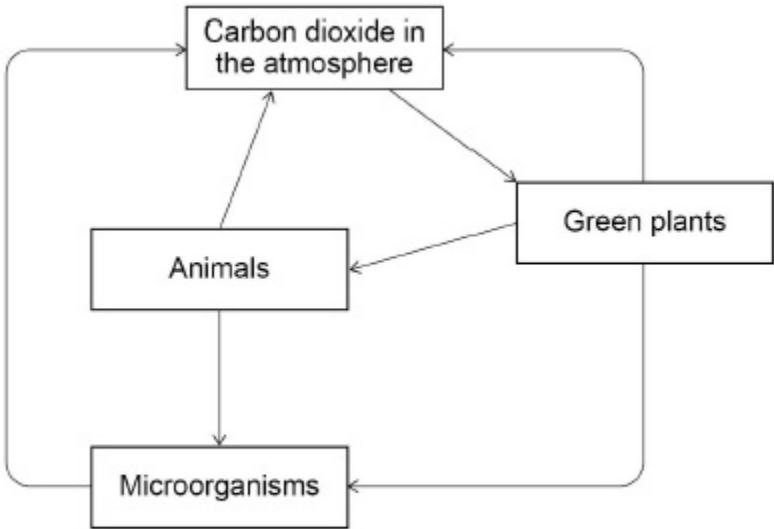 Carbon dioxide in
the atmosphere
Green plants
Animals
Microorganisms